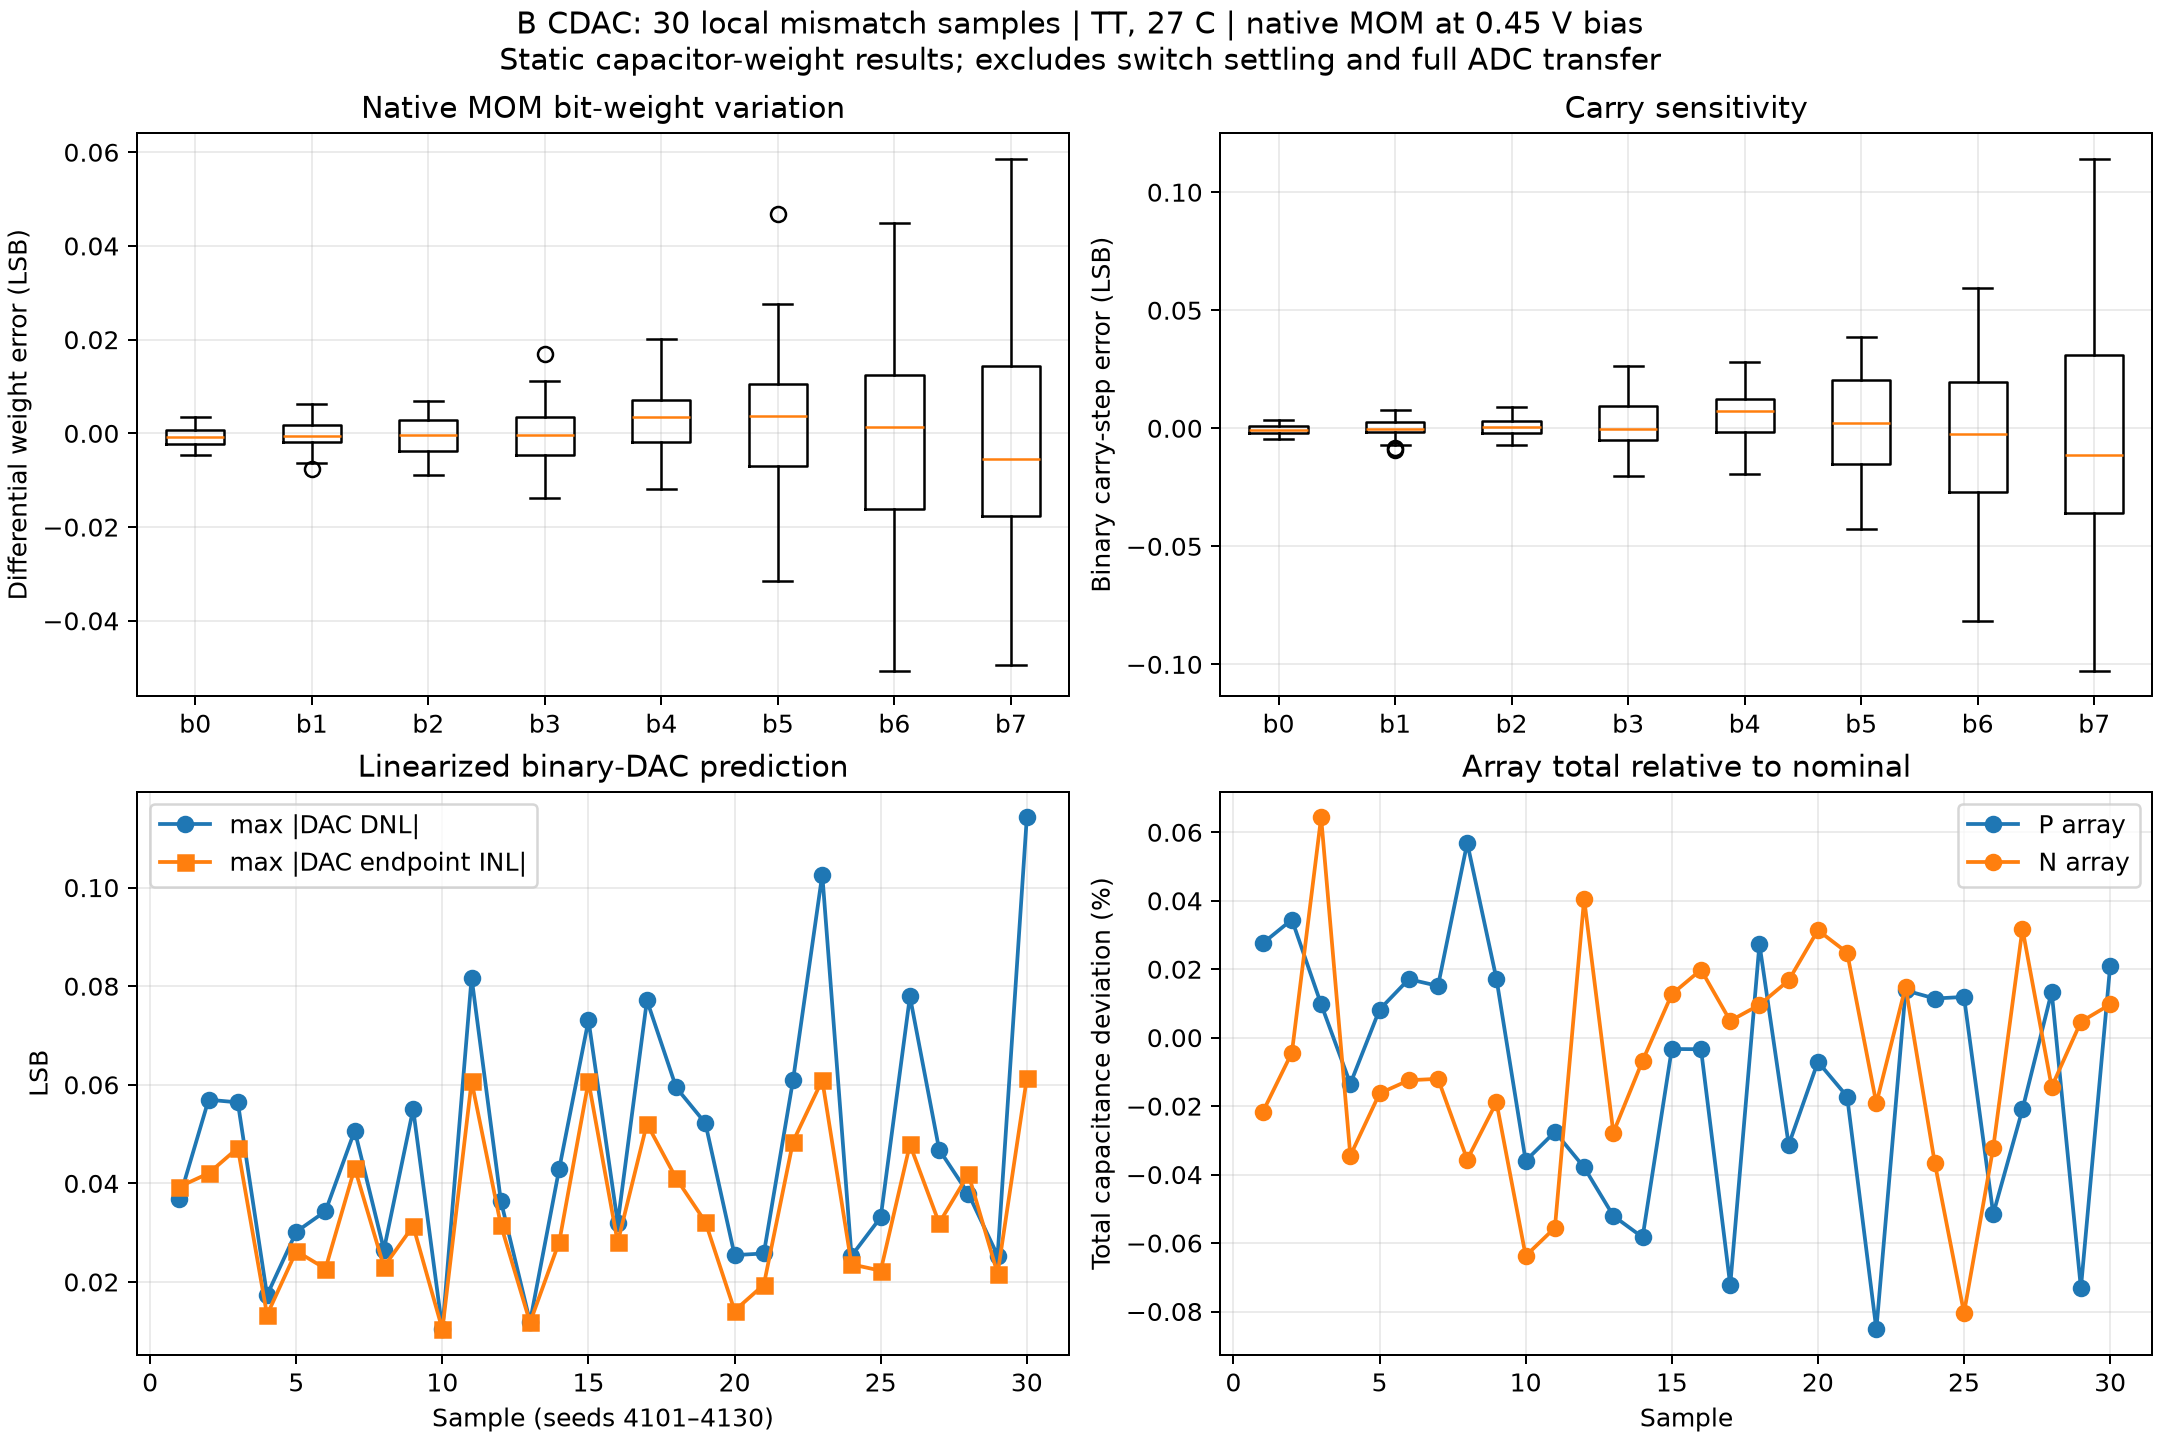 B CDAC: 30 local mismatch samples | TT, 27 C | native MOM at 0.45 V bias
Static capacitor-weight results; excludes switch settling and full ADC transfer
Native MOM bit-weight variation
Differential weight error (LSB)
0.06
0.04
0.02
0.00
−0.02
−0.04
b0 b1 b2 b3 b4 b5 b6 b7
Carry sensitivity
Binary carry-step error (LSB)
0.10
0.05
0.00
−0.05
−0.10
b0 b1 b2 b3 b4 b5 b6 b7
Linearized binary-DAC prediction
max |DAC DNL|
max |DAC endpoint INL|
LSB
0.10
0.08
0.06
0.04
0.02
0 5 10 15 20 25 30
Sample (seeds 4101–4130)
Array total relative to nominal
P array
N array
Total capacitance deviation (%)
0.06
0.04
0.02
0.00
−0.02
−0.04
−0.06
−0.08
0 5 10 15 20 25 30
Sample